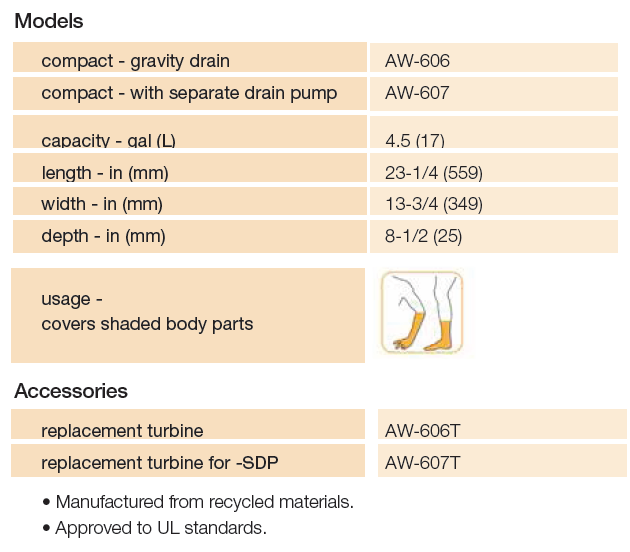 Models
compact - gravity drain AW-606
compact - with separate drain pump AW-607
capacity - gal (L) 4.5 (17)
length - in (mm) 23-1/4 (559)
width - in (mm) 13-3/4 (349)
depth - in (mm) 8-1/2 (25)
usage -
covers shaded body parts
Accessories
replacement turbine AW-606T
replacement turbine for -SDP AW-607T
• Manufactured from recycled materials.
• Approved to UL standards.